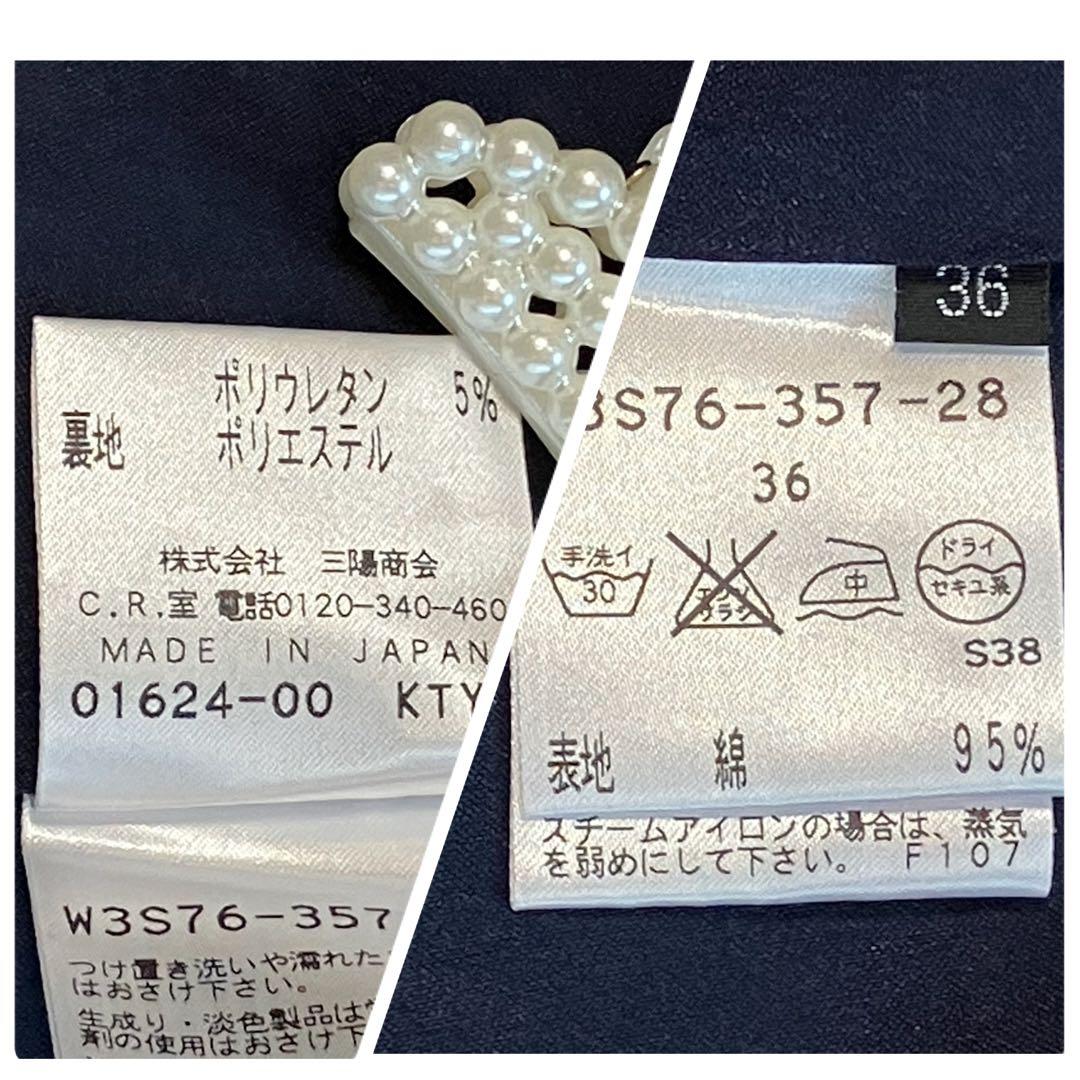 ポリウレタン 5%
裏地 ポリエステル
株式会社 三陽商会
C.R.室 電話0120-340-460
MADE IN JAPAN
01624-00 KTY
W3S76-357
つけ置き洗いや濡れた
はおさけ下さい。
生成り・淡色製品は
剤の使用はおさけ下
36
3S76-357-28
36
手洗イ
30
エンソ
サラシ
中
ドライ
セキユ系
S38
表地 綿 95%
スチームアイロンの場合は、蒸気
を弱めにして下さい。 F107